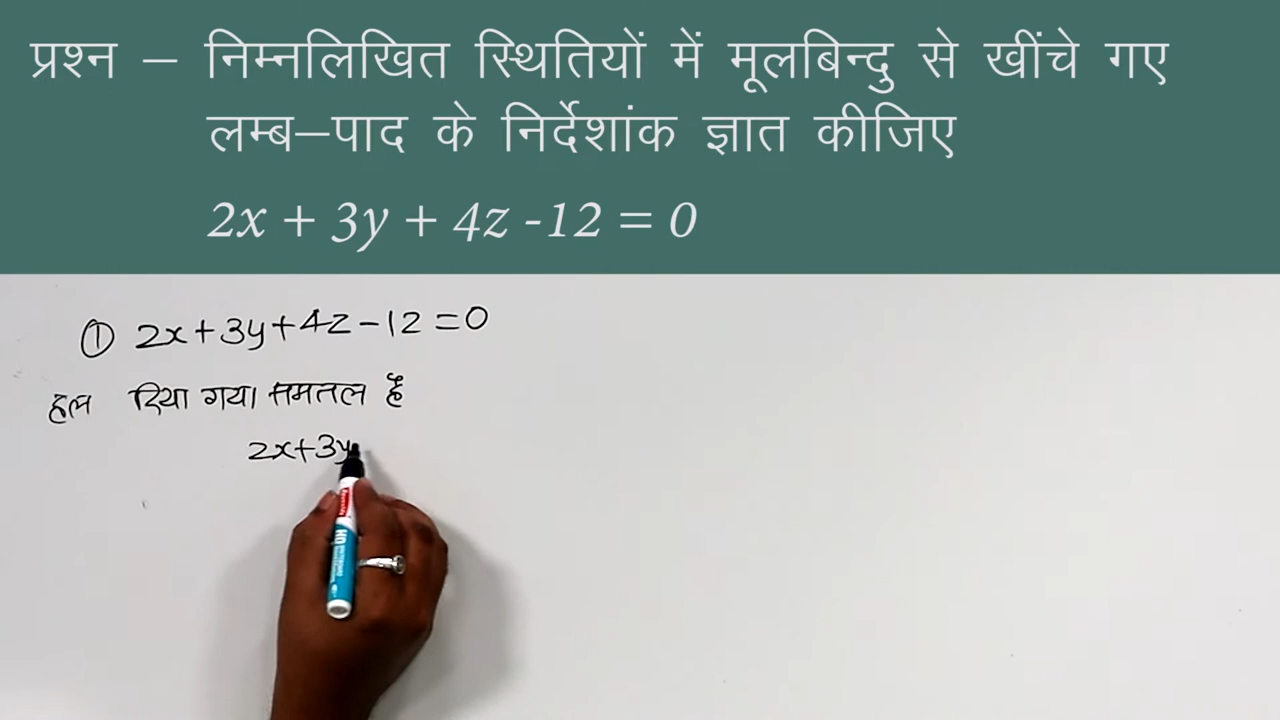 प्रश्न – निम्नलिखित स्थितियों में मूलबिन्दु से खींचे गए
लम्ब–पाद के निर्देशांक ज्ञात कीजिए
2x + 3y + 4z -12 = 0
① 2x+3y+4z-12=0
हल दिया गया समतल है
2x+3y